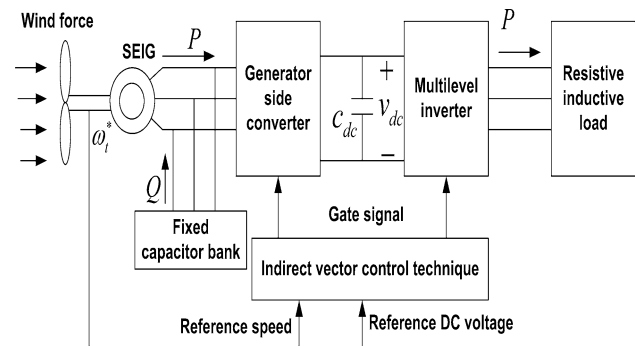 Wind force
SEIG
P
Generator
side
converter
C_dc
+
v_dc
−
Multilevel
inverter
P
Resistive
inductive
load
ω_t^*
Q
Fixed
capacitor bank
Gate signal
Indirect vector control technique
Reference speed
Reference DC voltage